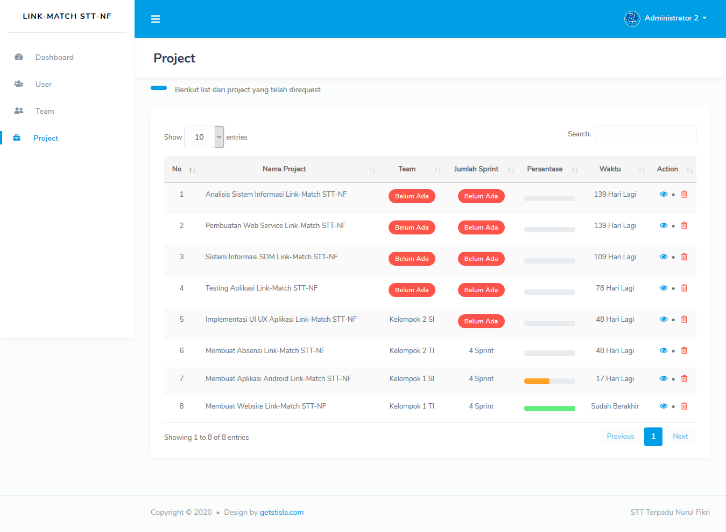 LINK-MATCH STT-NF
Administrator 2
Dashboard
User
Team
Project
Project
Berikut list dari project yang telah direquest
Show 10 entries
Search:
No Nama Project Team Jumlah Sprint Persentase Waktu Action
1 Analisis Sistem Informasi Link-Match STT-NF Belum Ada Belum Ada 139 Hari Lagi
2 Pembuatan Web Service Link-Match STT-NF Belum Ada Belum Ada 139 Hari Lagi
3 Sistem Informasi SDM Link-Match STT-NF Belum Ada Belum Ada 109 Hari Lagi
4 Testing Aplikasi Link-Match STT-NF Belum Ada Belum Ada 78 Hari Lagi
5 Implementasi UI UX Aplikasi Link-Match STT-NF Kelompok 2 SI Belum Ada 48 Hari Lagi
6 Membuat Absensi Link-Match STT-NF Kelompok 2 TI 4 Sprint 48 Hari Lagi
7 Membuat Aplikasi Android Link-Match STT-NF Kelompok 1 SI 4 Sprint 17 Hari Lagi
8 Membuat Website Link-Match STT-NF Kelompok 1 TI 4 Sprint Sudah Berakhir
Showing 1 to 8 of 8 entries
Previous 1 Next
Copyright © 2020 • Design by getstisla.com
STT Terpadu Nurul Fikri